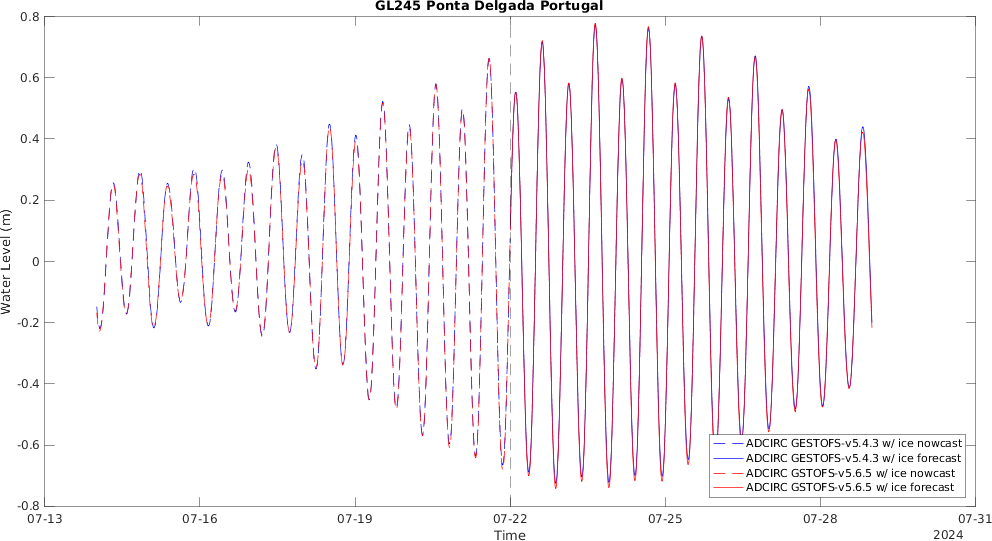 GL245 Ponta Delgada Portugal
0.8
0.6
0.4
0.2
0
-0.2
-0.4
-0.6
-0.8
Water Level (m)
ADCIRC GESTOFS-v5.4.3 w/ ice nowcast
ADCIRC GESTOFS-v5.4.3 w/ ice forecast
ADCIRC GSTOFS-v5.6.5 w/ ice nowcast
ADCIRC GSTOFS-v5.6.5 w/ ice forecast
07-13 07-16 07-19 07-22 07-25 07-28 07-31
Time
2024